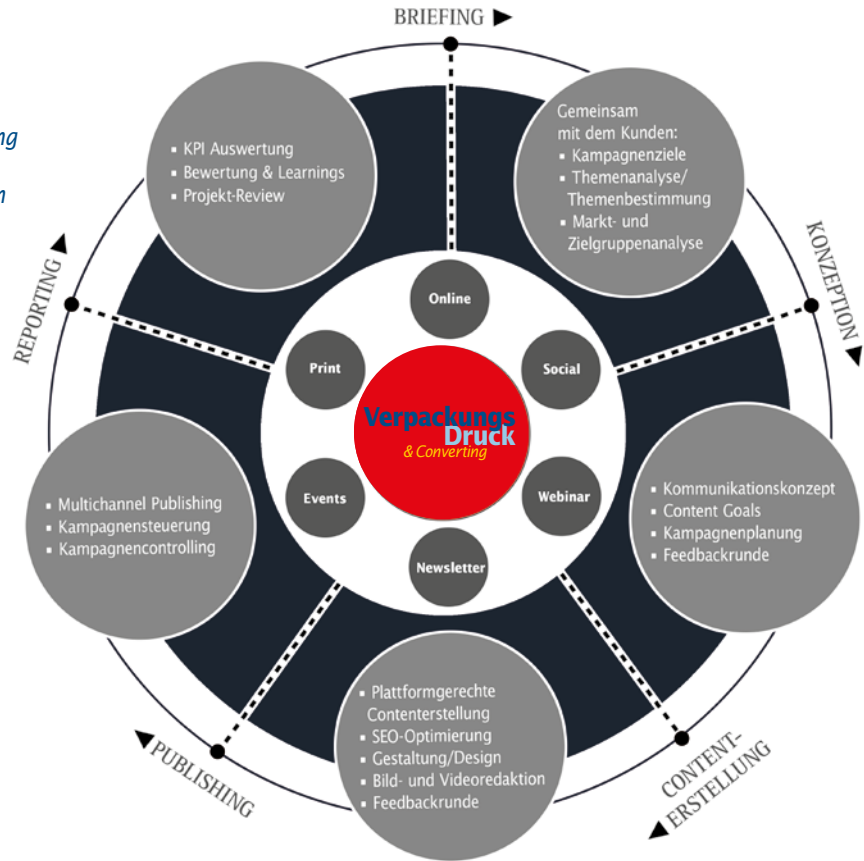 BRIEFING
Gemeinsam
mit dem Kunden:
▪ Kampagnenziele
▪ Themenanalyse/
Themenbestimmung
▪ Markt- und
Zielgruppenanalyse
KONZEPTION
▪ Kommunikationskonzept
▪ Content Goals
▪ Kampagnenplanung
▪ Feedbackrunde
CONTENT-
ERSTELLUNG
▪ Plattformgerechte
Contenterstellung
▪ SEO-Optimierung
▪ Gestaltung/Design
▪ Bild- und Videoredaktion
▪ Feedbackrunde
PUBLISHING
▪ Multichannel Publishing
▪ Kampagnensteuerung
▪ Kampagnencontrolling
REPORTING
▪ KPI Auswertung
▪ Bewertung & Learnings
▪ Projekt-Review
Online
Social
Webinar
Newsletter
Events
Print
Verpackungs
Druck
& Converting